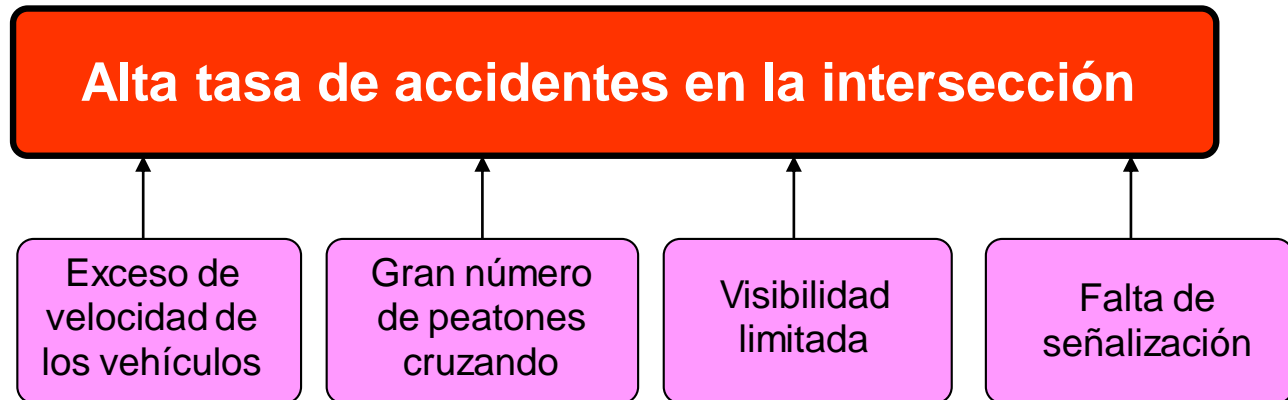 Alta tasa de accidentes en la intersección
Exceso de
velocidad de
los vehículos
Gran número
de peatones
cruzando
Visibilidad
limitada
Falta de
señalización